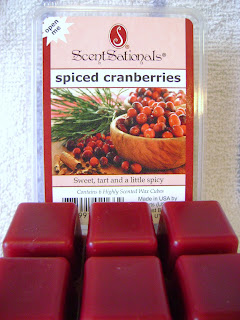 open
me
S
ScentSationals®
spiced cranberries
Sweet, tart and a little spicy
Contains 6 Highly Scented Wax Cubes
Made in USA by